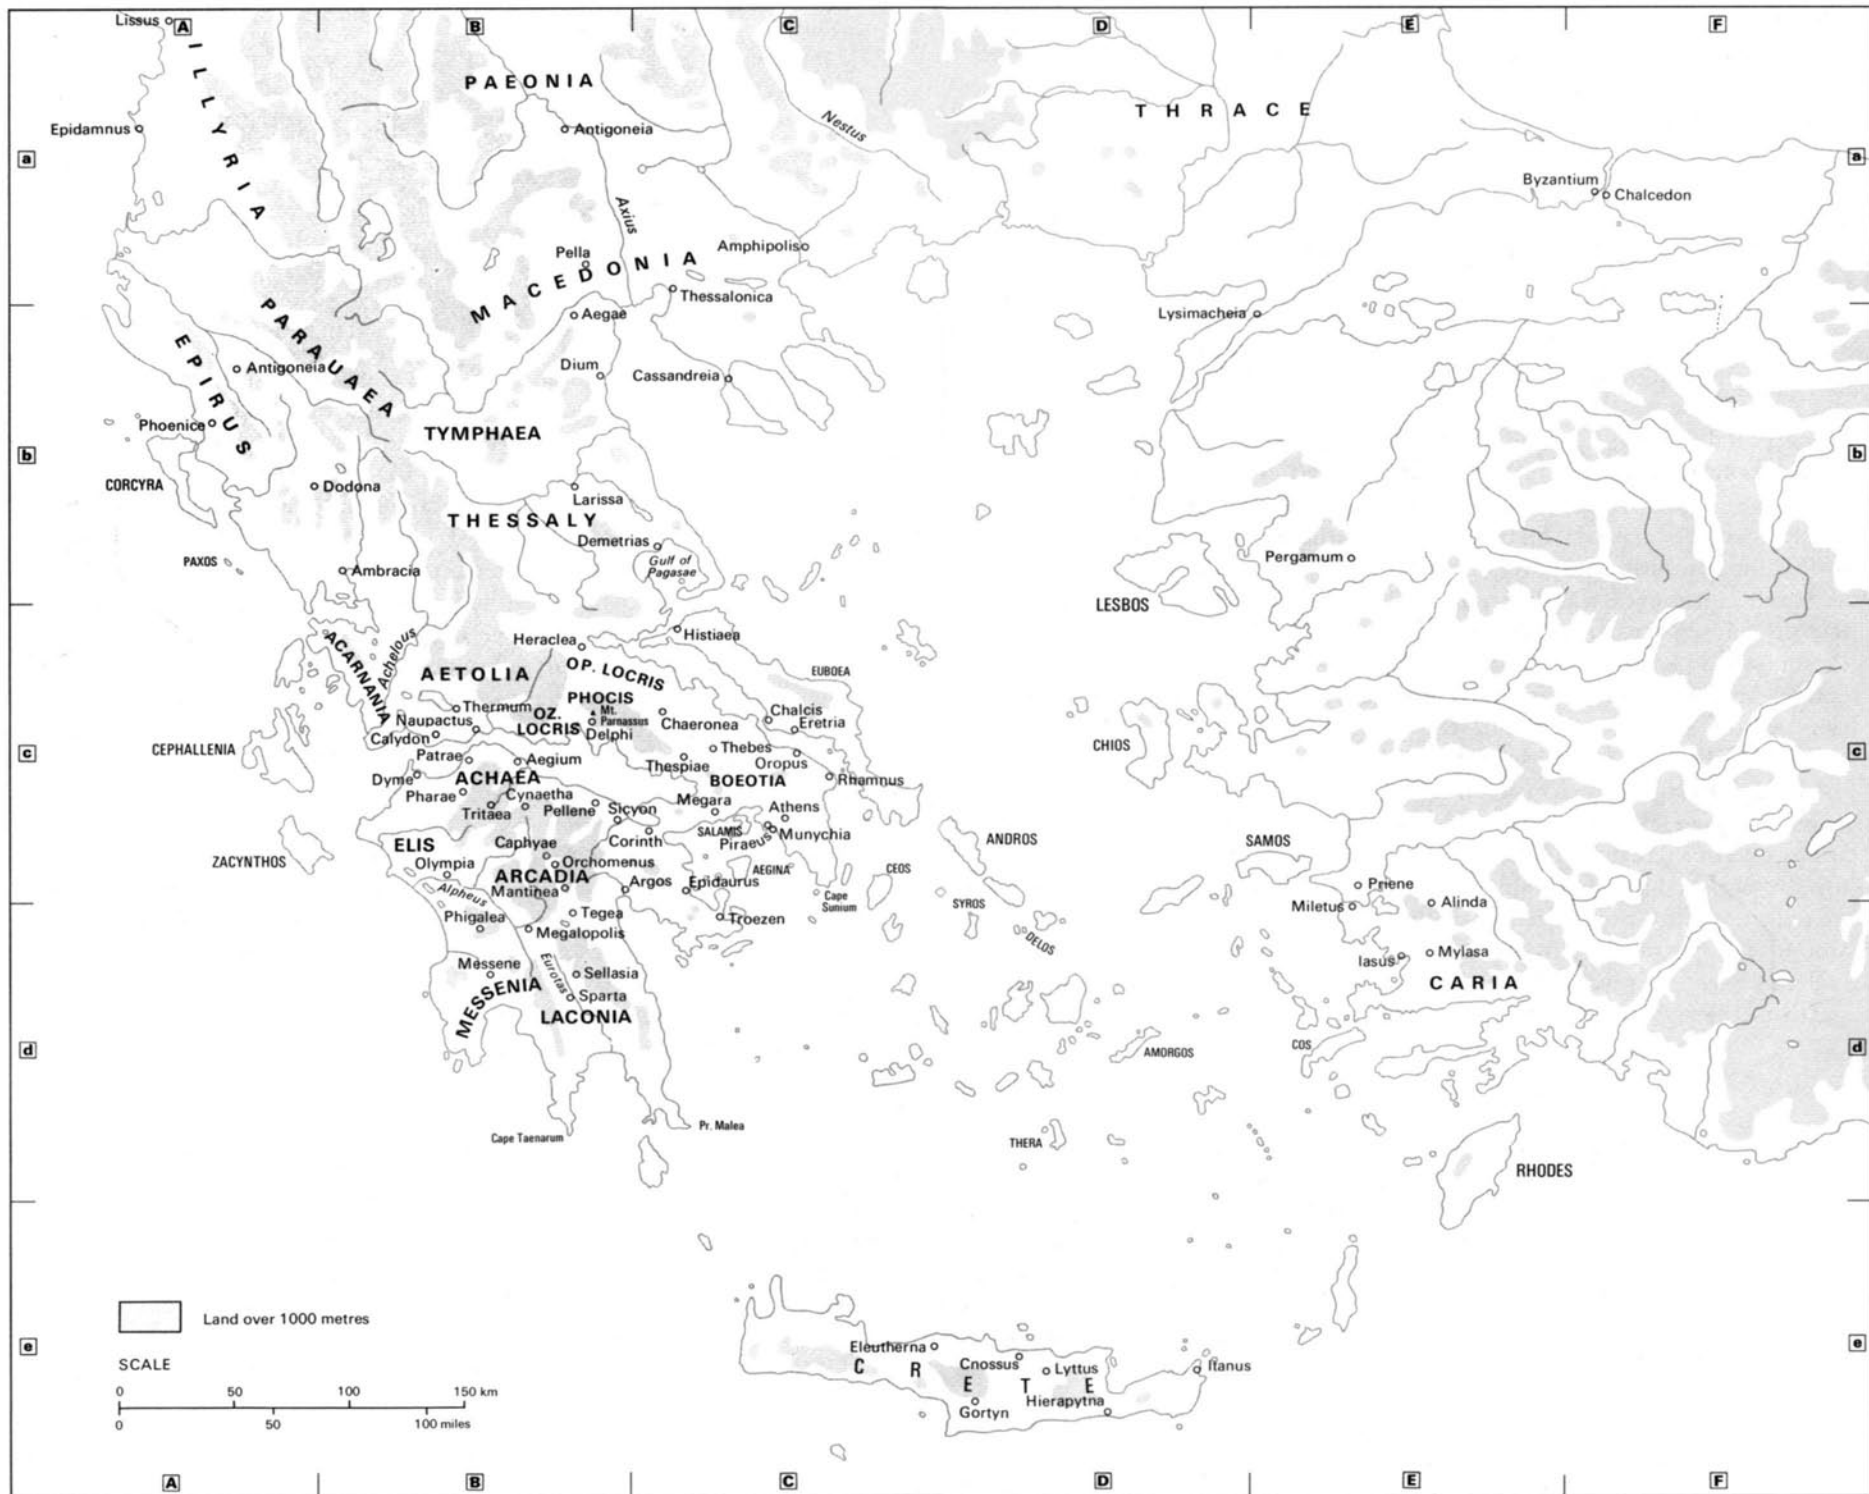 A B C D E F
Lissus
ILLYRIA
PAEONIA
THRACE
Epidamnus
Antigoneia
Nestus
a
a
Byzantium
Chalcedon
Axius
Amphipolis
Pella
MACEDONIA
Thessalonica
Aegae
Lysimacheia
PARAUAEA
EPIRUS
Antigoneia
Dium
Cassandreia
Phoenice
TYMPHAEA
b
b
CORCYRA
Dodona
Larissa
THESSALY
Demetrias
Gulf of
Pagasae
PAXOS
Ambracia
Pergamum
LESBOS
Heraclea
Histiaea
ACARNANIA
Achelous
AETOLIA
OP. LOCRIS
EUBOEA
PHOCIS
Mt.
Parnassus
Thermum
OZ.
LOCRIS
Delphi
Naupactus
Calydon
Chaeronea
Chalcis
Eretria
CEPHALLENIA
c
c
CHIOS
Patrae
Aegium
Thebes
Thespiae
Oropus
Dyme
ACHAEA
BOEOTIA
Rhamnus
Pharae
Cynaetha
Tritaea
Pellene
Sicyon
Megara
Athens
SALAMIS
Piraeus
Munychia
Corinth
ELIS
Caphyae
ZACYNTHOS
Olympia
Orchomenus
AEGINA
CEOS
ANDROS
SAMOS
ARCADIA
Alpheus
Mantinea
Argos
Epidaurus
Cape
Sunium
SYROS
Priene
Miletus
Alinda
Phigalea
Tegea
Megalopolis
Troezen
DELOS
Messene
Eurotas
Sellasia
Iasus
Mylasa
MESSENIA
Sparta
CARIA
LACONIA
d
d
AMORGOS
COS
Cape Taenarum
Pr. Malea
THERA
RHODES
Land over 1000 metres
e
e
SCALE
0 50 100 150 km
0 50 100 miles
Eleutherna
CRETE
Cnossus
Lyttus
Itanus
Gortyn
Hierapytna
A B C D E F